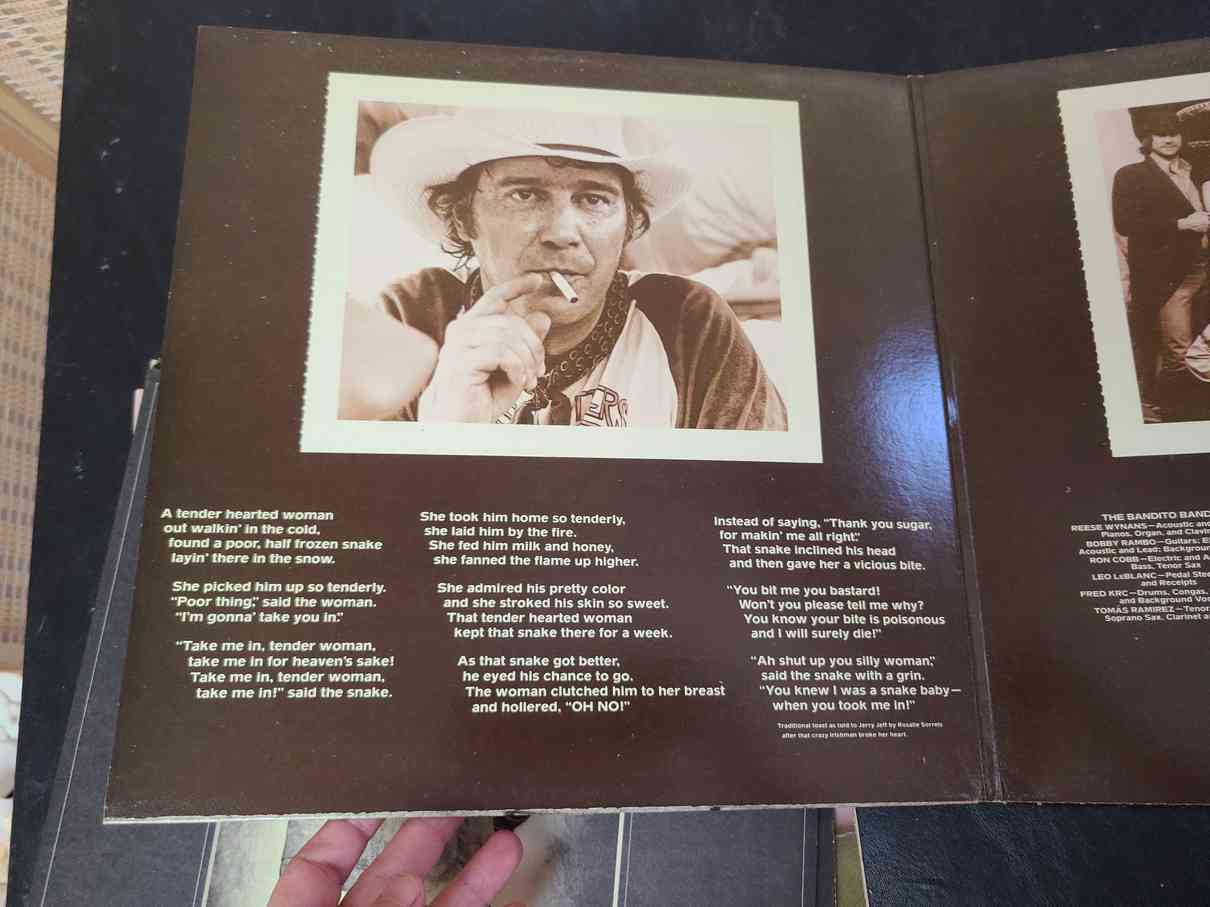 ERS
A tender hearted woman
out walkin' in the cold,
found a poor, half frozen snake
layin' there in the snow.
She picked him up so tenderly.
"Poor thing," said the woman.
"I'm gonna' take you in."
"Take me in, tender woman,
take me in for heaven's sake!
Take me in, tender woman,
take me in!" said the snake.
She took him home so tenderly,
she laid him by the fire.
She fed him milk and honey,
she fanned the flame up higher.
She admired his pretty color
and she stroked his skin so sweet.
That tender hearted woman
kept that snake there for a week.
As that snake got better,
he eyed his chance to go.
The woman clutched him to her breast
and hollered, "OH NO!"
Instead of saying, "Thank you sugar,
for makin' me all right."
That snake inclined his head
and then gave her a vicious bite.
"You bit me you bastard!
Won't you please tell me why?
You know your bite is poisonous
and I will surely die!"
"Ah shut up you silly woman,"
said the snake with a grin.
"You knew I was a snake baby—
when you took me in!"
Traditional toast as told to Jerry Jeff by Rosalie Sorrels
after that crazy Irishman broke her heart.
THE BANDITO BAND
REESE WYNANS—Acoustic and
Pianos, Organ, and
BOBBY RAMBO—Guitars:
Acoustic and Lead:
RON COBB—Electric and
Bass, Tenor Sax
LEO LeBLANC—Pedal
and Receipts
FRED KRC—Drums, Congas,
and Background
TOMÁS RAMIREZ—
Soprano Sax, Clarinet